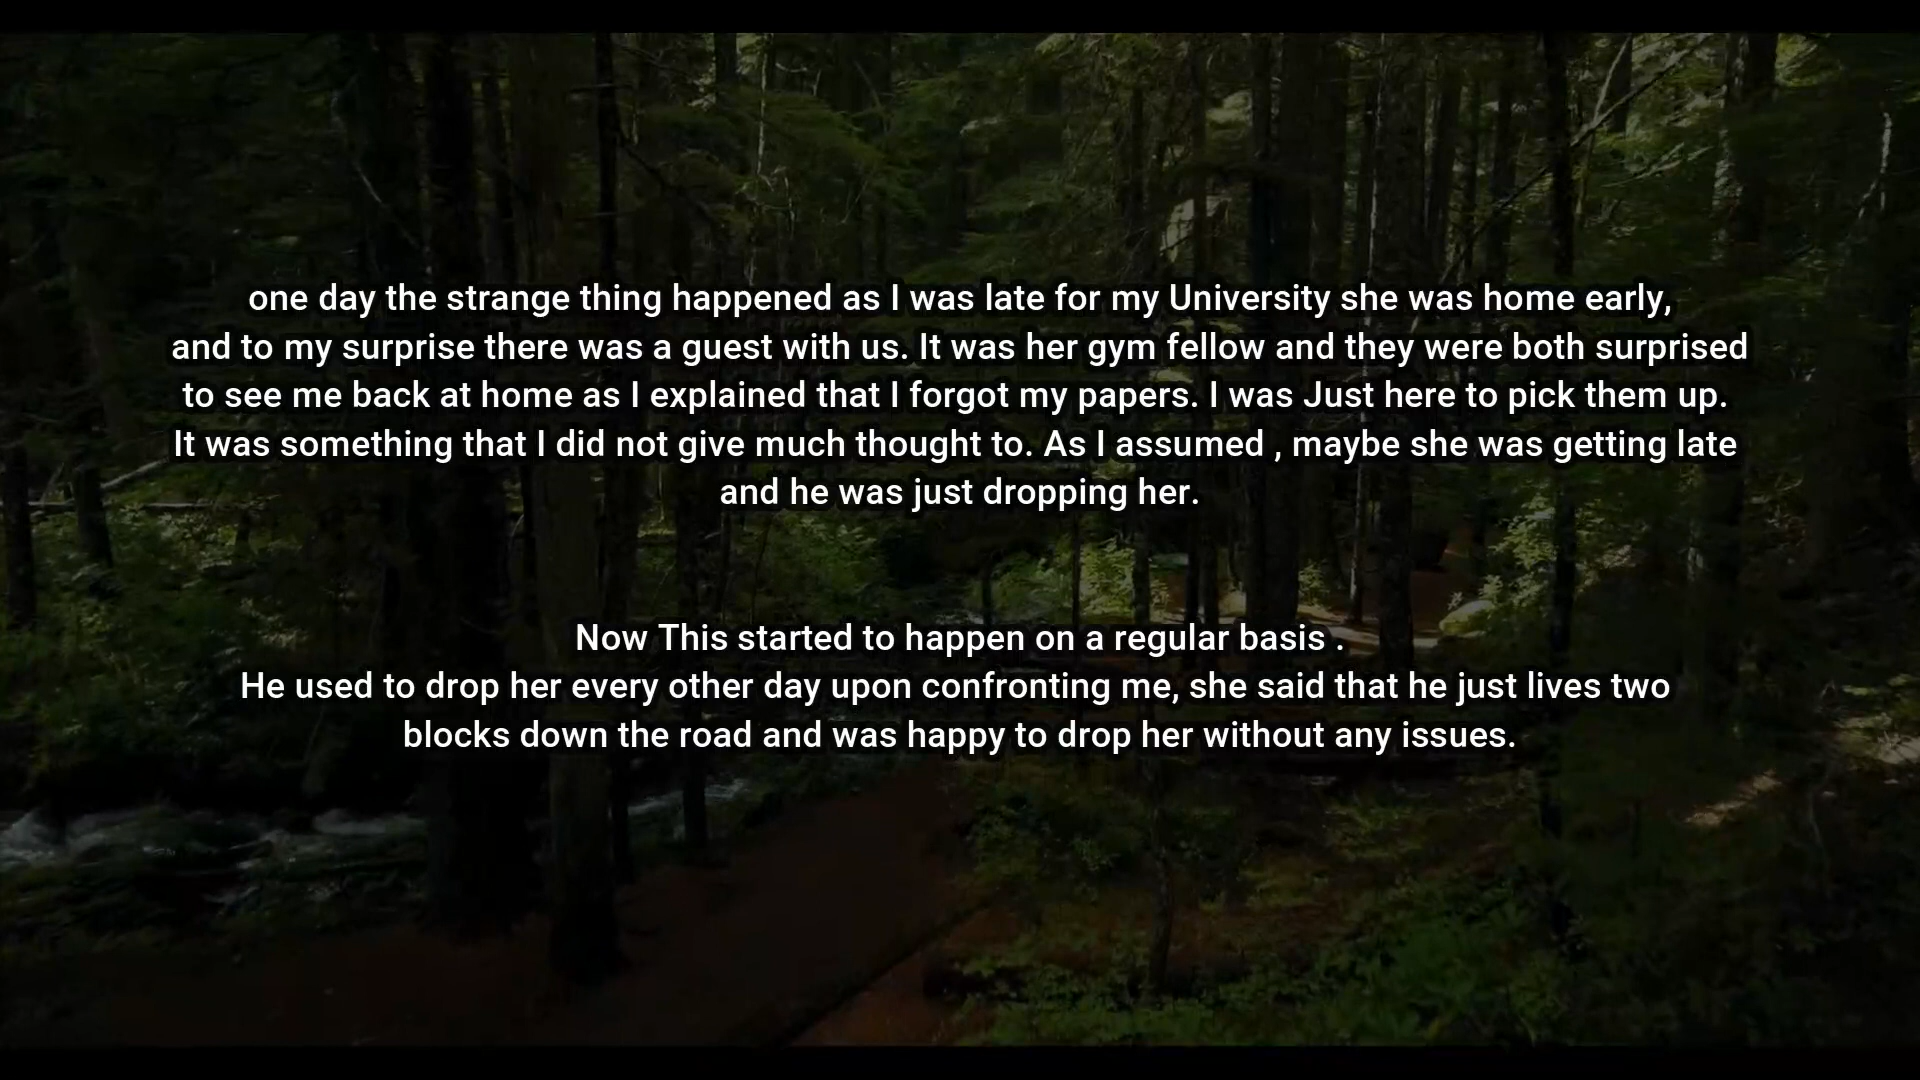 one day the strange thing happened as I was late for my University she was home early,
and to my surprise there was a guest with us. It was her gym fellow and they were both surprised
to see me back at home as I explained that I forgot my papers. I was Just here to pick them up.
It was something that I did not give much thought to. As I assumed , maybe she was getting late
and he was just dropping her.
Now This started to happen on a regular basis .
He used to drop her every other day upon confronting me, she said that he just lives two
blocks down the road and was happy to drop her without any issues.